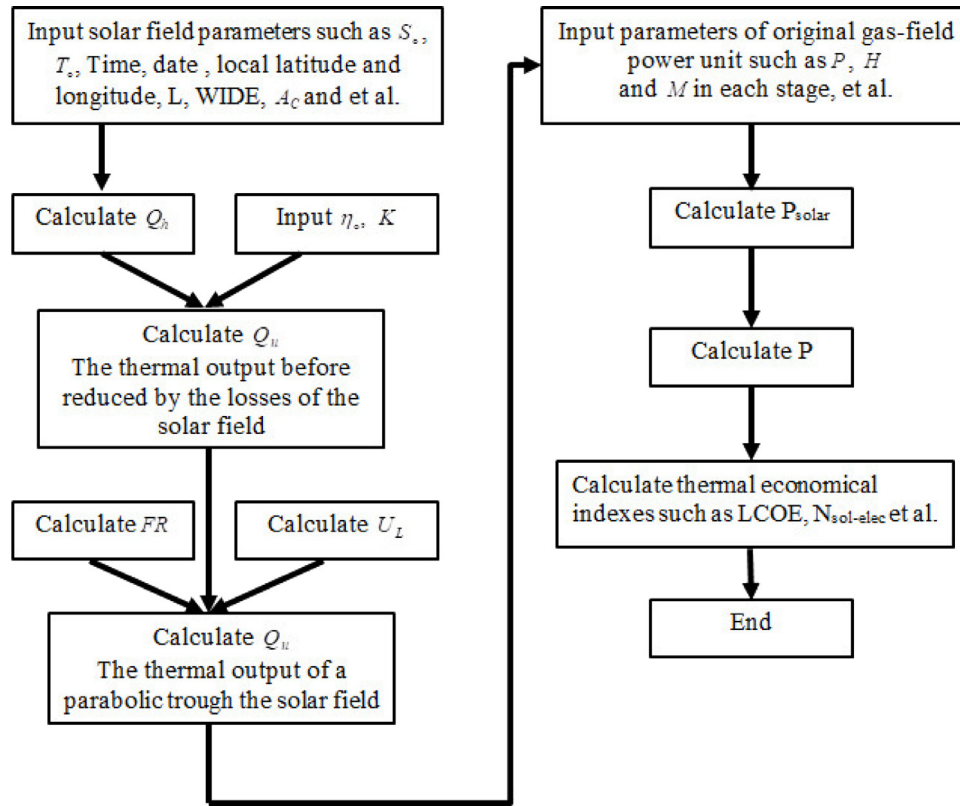 Input solar field parameters such as S_o,
T_o, Time, date , local latitude and
longitude, L, WIDE, A_C and et al.
Calculate Q_h
Input η_o, K
Calculate Q_u
The thermal output before
reduced by the losses of the
solar field
Calculate FR
Calculate U_L
Calculate Q_u
The thermal output of a
parabolic trough the solar field
Input parameters of original gas-field
power unit such as P, H
and M in each stage, et al.
Calculate P_solar
Calculate P
Calculate thermal economical
indexes such as LCOE, N_sol-elec et al.
End